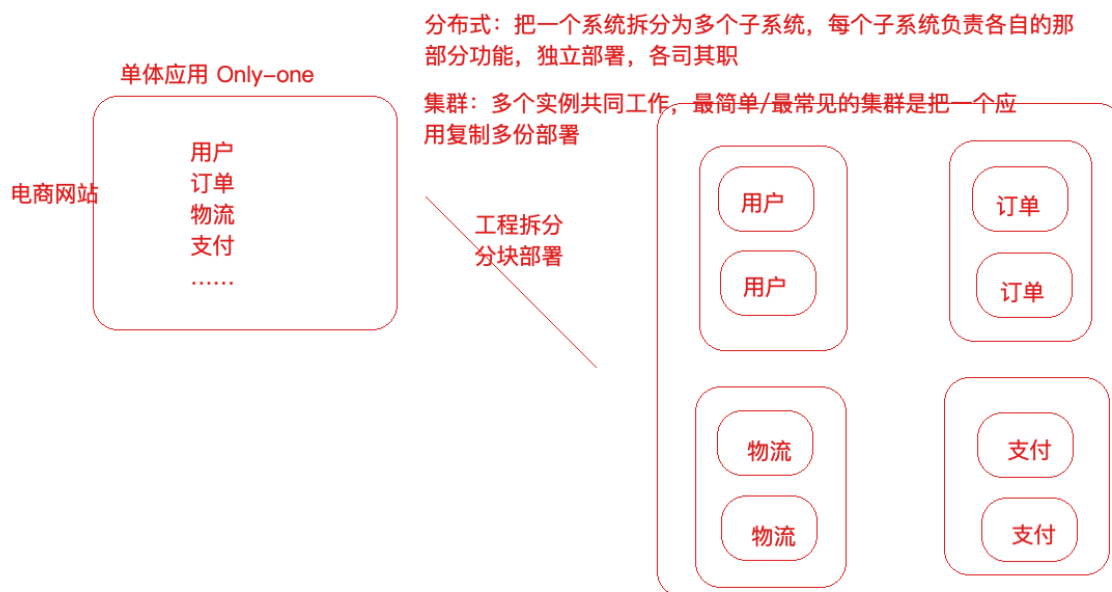 分布式：把一个系统拆分为多个子系统，每个子系统负责各自的那
部分功能，独立部署，各司其职
单体应用 Only-one
集群：多个实例共同工作，最简单/最常见的集群是把一个应
用复制多份部署
电商网站
用户
订单
物流
支付
……
工程拆分
分块部署
用户
用户
订单
订单
物流
物流
支付
支付